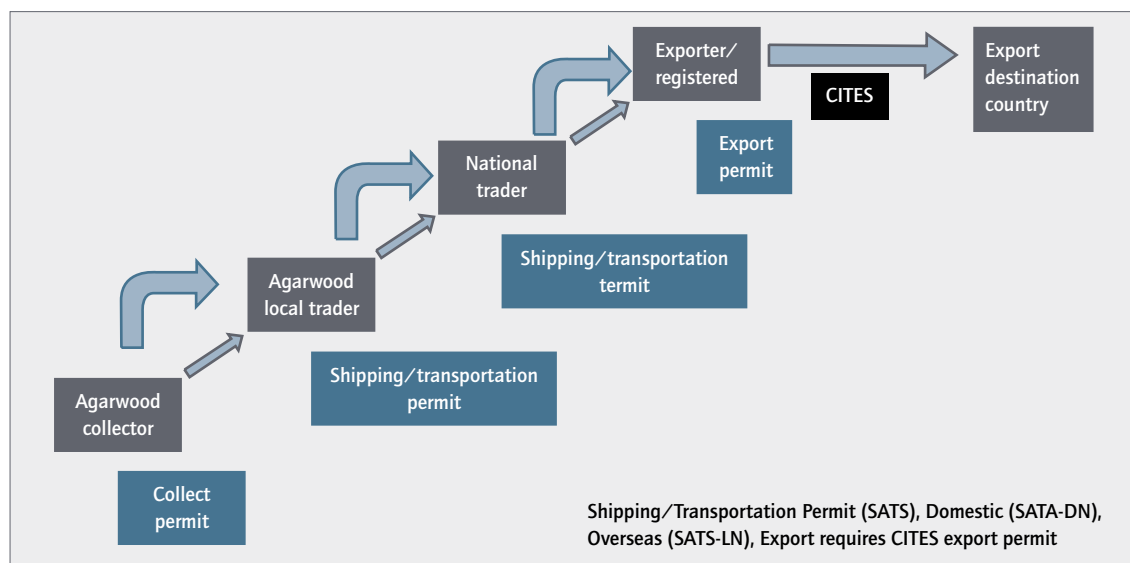 Exporter/
registered
CITES
Export
destination
country
Export
permit
National
trader
Shipping/transportation
termit
Agarwood
local trader
Shipping/transportation
permit
Agarwood
collector
Collect
permit
Shipping/Transportation Permit (SATS), Domestic (SATA-DN),
Overseas (SATS-LN), Export requires CITES export permit